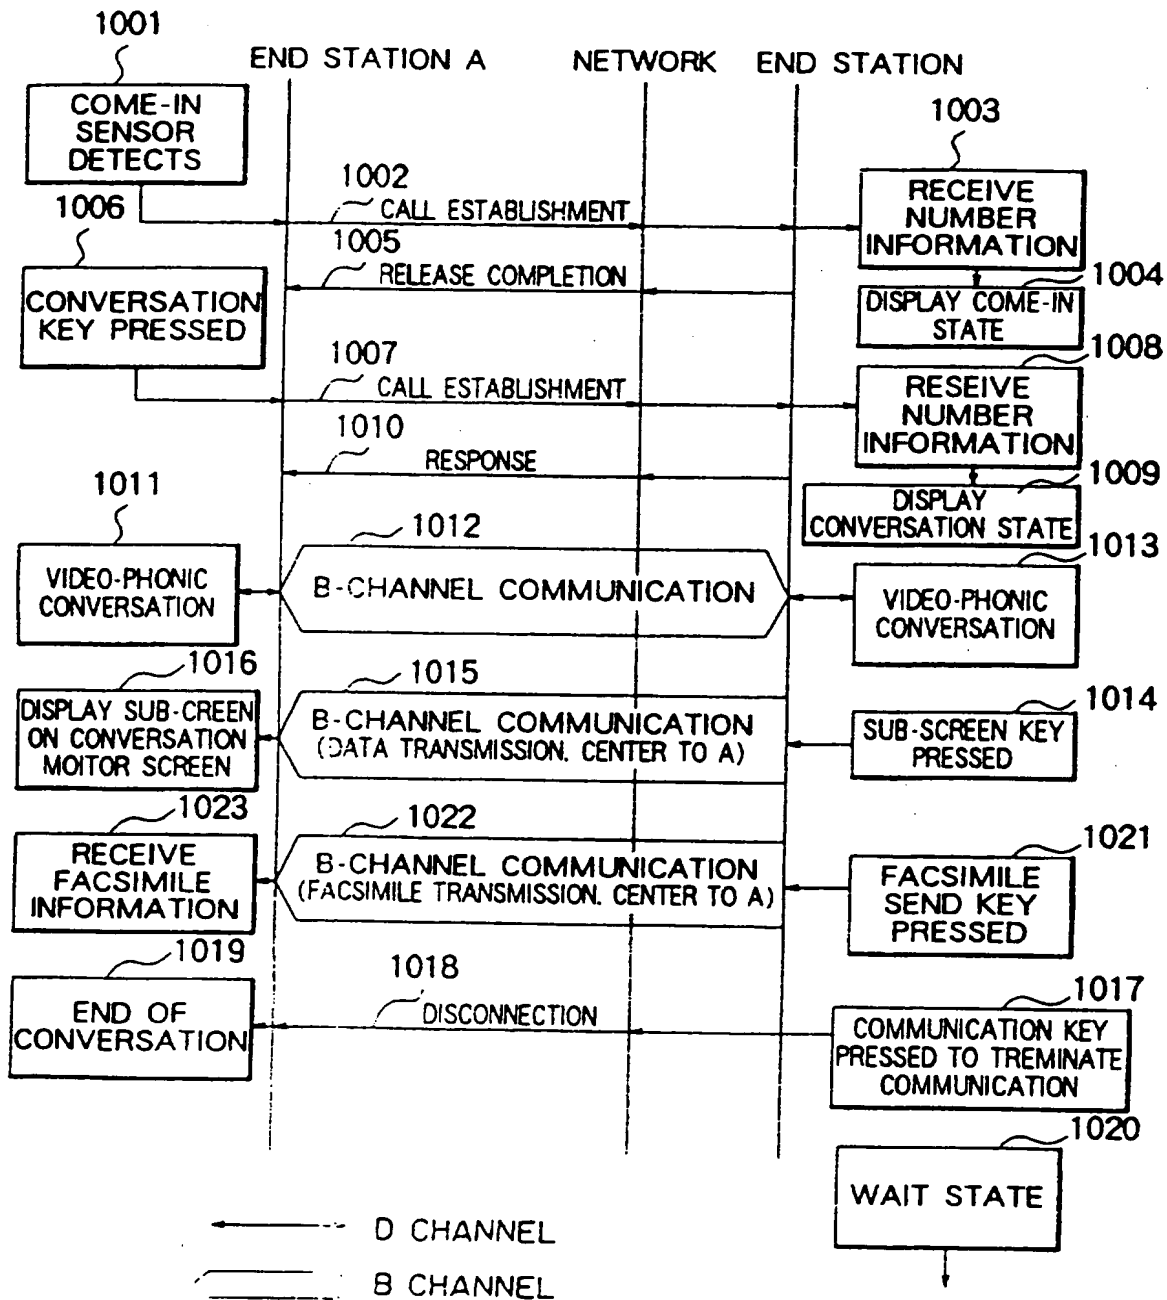 1001
END STATION A
NETWORK
END STATION
COME-IN
SENSOR
DETECTS
1003
1002
CALL ESTABLISHMENT
RECEIVE
NUMBER
INFORMATION
1006
1005
RELEASE COMPLETION
1004
DISPLAY COME-IN
STATE
CONVERSATION
KEY PRESSED
1007
CALL ESTABLISHMENT
1008
RESEIVE
NUMBER
INFORMATION
1010
RESPONSE
1009
DISPLAY
CONVERSATION STATE
1011
1012
1013
VIDEO-PHONIC
CONVERSATION
B-CHANNEL COMMUNICATION
VIDEO-PHONIC
CONVERSATION
1016
1015
1014
DISPLAY SUB-CREEN
ON CONVERSATION
MOITOR SCREEN
B-CHANNEL COMMUNICATION
(DATA TRANSMISSION. CENTER TO A)
SUB-SCREEN KEY
PRESSED
1023
1022
1021
RECEIVE
FACSIMILE
INFORMATION
B-CHANNEL COMMUNICATION
(FACSIMILE TRANSMISSION. CENTER TO A)
FACSIMILE
SEND KEY
PRESSED
1019
1018
1017
END OF
CONVERSATION
DISCONNECTION
COMMUNICATION KEY
PRESSED TO TREMINATE
COMMUNICATION
1020
WAIT STATE
D CHANNEL
B CHANNEL